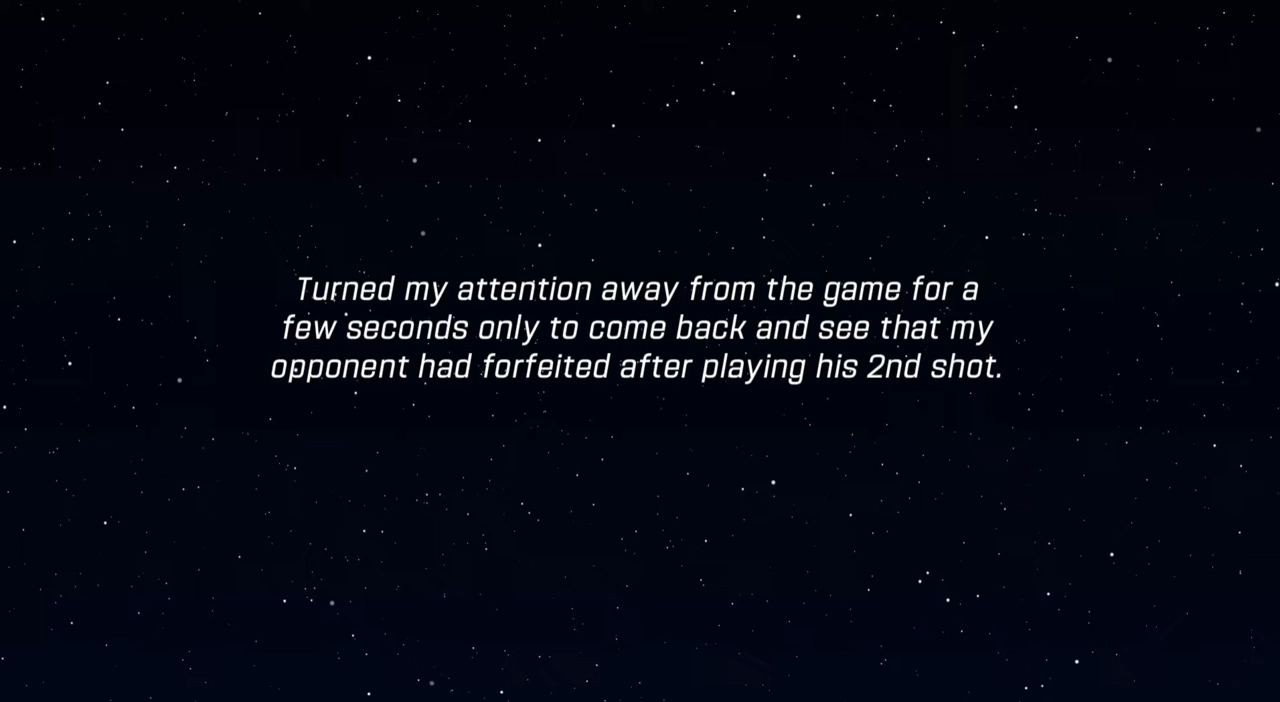 Turned my attention away from the game for a
few seconds only to come back and see that my
opponent had forfeited after playing his 2nd shot.